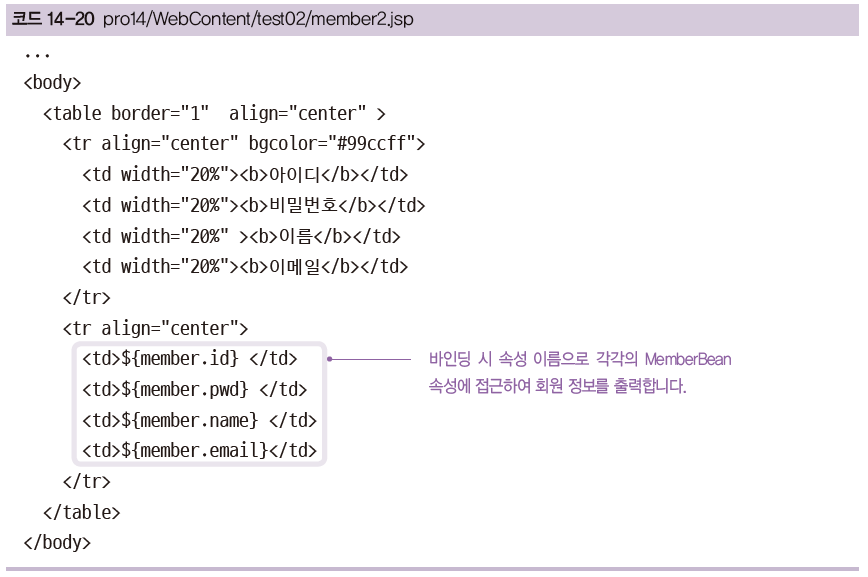 코드 14-20 pro14/WebContent/test02/member2.jsp
...
<body>
<table border="1"  align="center" >
<tr align="center" bgcolor="#99ccff">
<td width="20%"><b>아이디</b></td>
<td width="20%"><b>비밀번호</b></td>
<td width="20%" ><b>이름</b></td>
<td width="20%"><b>이메일</b></td>
</tr>
<tr align="center">
<td>${member.id} </td>
<td>${member.pwd} </td>
<td>${member.name} </td>
<td>${member.email}</td>
바인딩 시 속성 이름으로 각각의 MemberBean
속성에 접근하여 회원 정보를 출력합니다.
</tr>
</table>
</body>